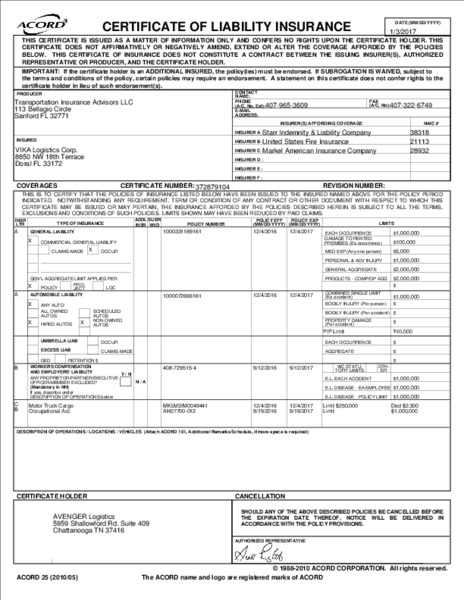 ACORD
CERTIFICATE OF LIABILITY INSURANCE
DATE(MM/DD/YYYY)
1/3/2017
THIS CERTIFICATE IS ISSUED AS A MATTER OF INFORMATION ONLY AND CONFERS NO RIGHTS UPON THE CERTIFICATE HOLDER. THIS
CERTIFICATE DOES NOT AFFIRMATIVELY OR NEGATIVELY AMEND, EXTEND OR ALTER THE COVERAGE AFFORDED BY THE POLICIES
BELOW. THIS CERTIFICATE OF INSURANCE DOES NOT CONSTITUTE A CONTRACT BETWEEN THE ISSUING INSURER(S), AUTHORIZED
REPRESENTATIVE OR PRODUCER, AND THE CERTIFICATE HOLDER.
IMPORTANT: If the certificate holder is an ADDITIONAL INSURED, the policy(ies) must be endorsed. If SUBROGATION IS WAIVED, subject to
the terms and conditions of the policy, certain policies may require an endorsement. A statement on this certificate does not confer rights to the
certificate holder in lieu of such endorsement(s).
PRODUCER
Transportation Insurance Advisors LLC
113 Bellagio Circle
Sanford FL 32771
CONTACT
NAME:
PHONE
(A/C, No, Ext): 407-965-3609
FAX
(A/C, No): 407-322-6749
E-MAIL
ADDRESS:
INSURER(S) AFFORDING COVERAGE NAIC #
INSURED
VIKA Logistics Corp.
8850 NW 18th Terrace
Doral FL 33172
INSURER A Starr Indemnity & Liability Company 38318
INSURER B United States Fire Insurance 21113
INSURER C Market American Insurance Company 28932
INSURER D :
INSURER E :
INSURER F :
COVERAGES CERTIFICATE NUMBER: 372879104 REVISION NUMBER:
THIS IS TO CERTIFY THAT THE POLICIES OF INSURANCE LISTED BELOW HAVE BEEN ISSUED TO THE INSURED NAMED ABOVE FOR THE POLICY PERIOD
INDICATED. NOTWITHSTANDING ANY REQUIREMENT, TERM OR CONDITION OF ANY CONTRACT OR OTHER DOCUMENT WITH RESPECT TO WHICH THIS
CERTIFICATE MAY BE ISSUED OR MAY PERTAIN, THE INSURANCE AFFORDED BY THE POLICIES DESCRIBED HEREIN IS SUBJECT TO ALL THE TERMS,
EXCLUSIONS AND CONDITIONS OF SUCH POLICIES. LIMITS SHOWN MAY HAVE BEEN REDUCED BY PAID CLAIMS.
INSR LTR TYPE OF INSURANCE ADDL INSR SUBR WVD POLICY NUMBER POLICY EFF (MM/DD/YYYY) POLICY EXP (MM/DD/YYYY) LIMITS
A GENERAL LIABILITY 12/4/2016 12/4/2017 EACH OCCURRENCE $1,000,000
X COMMERCIAL GENERAL LIABILITY DAMAGE TO RENTED PREMISES (Ea occurrence) $100,000
CLAIMS MADE X OCCUR MED EXP (Any one person) $5,000
PERSONAL & ADV INJURY $1,000,000
GENERAL AGGREGATE $2,000,000
GEN'L AGGREGATE LIMIT APPLIES PER PRODUCTS - COMP/OP AGG $2,000,000
X POLICY PROJECT LOC
A AUTOMOBILE LIABILITY 12/4/2016 12/4/2017 COMBINED SINGLE LIMIT (Ea accident) $1,000,000
X ANY AUTO BODILY INJURY (Per person) $
ALL OWNED AUTOS SCHEDULED AUTOS BODILY INJURY (Per accident) $
X HIRED AUTOS X NON-OWNED AUTOS PROPERTY DAMAGE (Per accident) $
PIP Limit $10,000
UMBRELLA LIAB OCCUR EACH OCCURRENCE $
EXCESS LIAB CLAIMS MADE AGGREGATE $
DED RETENTION $
B WORKERS COMPENSATION AND EMPLOYERS' LIABILITY Y / N 408-729515-4 9/12/2016 9/12/2017 WC STATU-TORY LIMITS OTH-ER
ANY PROPRIETOR/PARTNER/EXECUTIVE OFFICER/MEMBER EXCLUDED? N / A E.L. EACH ACCIDENT $1,000,000
(Mandatory in NH) E.L. DISEASE - EA EMPLOYEE $1,000,000
If yes, describe under DESCRIPTION OF OPERATIONS below E.L. DISEASE - POLICY LIMIT $1,000,000
C Motor Truck Cargo MKLM3IM0049441 12/4/2016 12/4/2017 Limit $250,000 Ded $2,500
B Occupational Acc 9/19/2016 9/19/2017 Limit $1,000,000
DESCRIPTION OF OPERATIONS / LOCATIONS / VEHICLES (Attach ACORD 101, Additional Remarks Schedule, if more space is required)
CERTIFICATE HOLDER CANCELLATION
AVENGER Logistics
5959 Shallowford Rd. Suite 409
Chattanooga TN 37416
SHOULD ANY OF THE ABOVE DESCRIBED POLICIES BE CANCELLED BEFORE
THE EXPIRATION DATE THEREOF, NOTICE WILL BE DELIVERED IN
ACCORDANCE WITH THE POLICY PROVISIONS.
AUTHORIZED REPRESENTATIVE
© 1988-2010 ACORD CORPORATION. All rights reserved.
ACORD 25 (2010/05) The ACORD name and logo are registered marks of ACORD